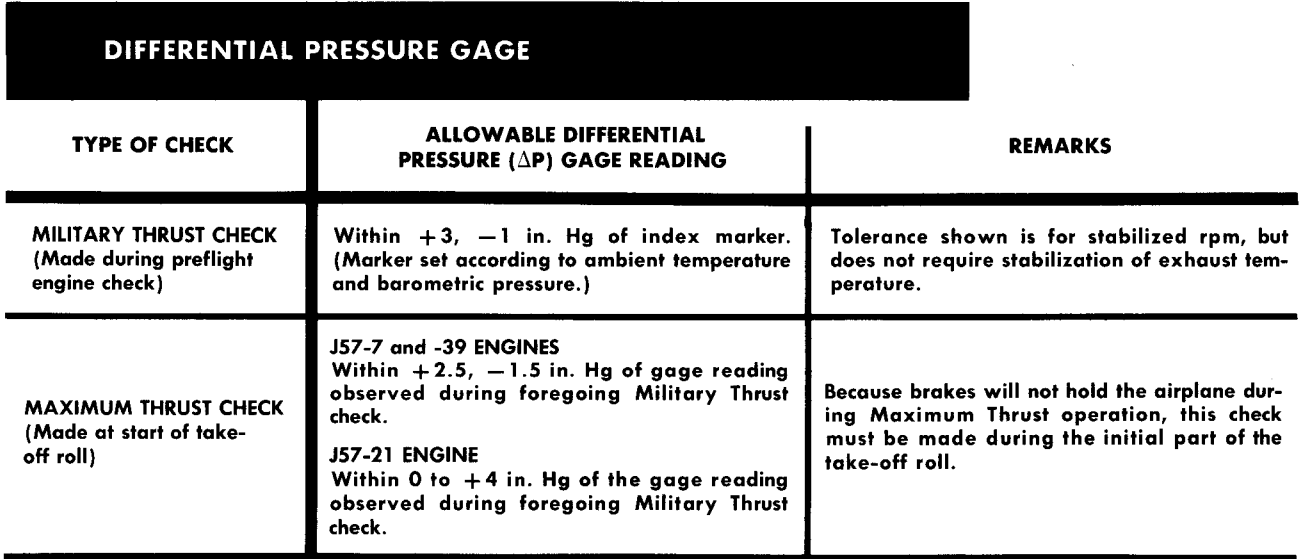 DIFFERENTIAL PRESSURE GAGE
TYPE OF CHECK
ALLOWABLE DIFFERENTIAL
PRESSURE (ΔP) GAGE READING
REMARKS
MILITARY THRUST CHECK
(Made during preflight
engine check)
Within +3, −1 in. Hg of index marker.
(Marker set according to ambient temperature
and barometric pressure.)
Tolerance shown is for stabilized rpm, but
does not require stabilization of exhaust tem-
perature.
MAXIMUM THRUST CHECK
(Made at start of take-
off roll)
J57-7 and -39 ENGINES
Within +2.5, −1.5 in. Hg of gage reading
observed during foregoing Military Thrust
check.
J57-21 ENGINE
Within 0 to +4 in. Hg of the gage reading
observed during foregoing Military Thrust
check.
Because brakes will not hold the airplane dur-
ing Maximum Thrust operation, this check
must be made during the initial part of the
take-off roll.